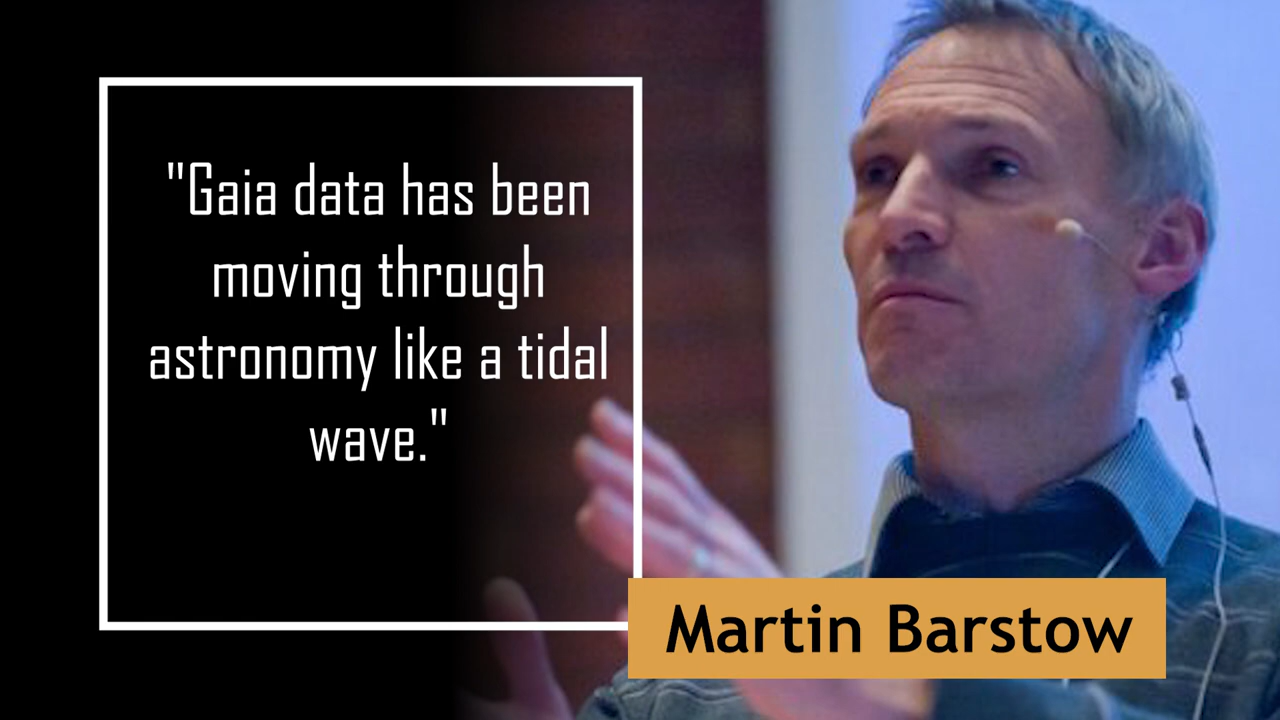 "Gaia data has been
moving through
astronomy like a tidal
wave."
Martin Barstow